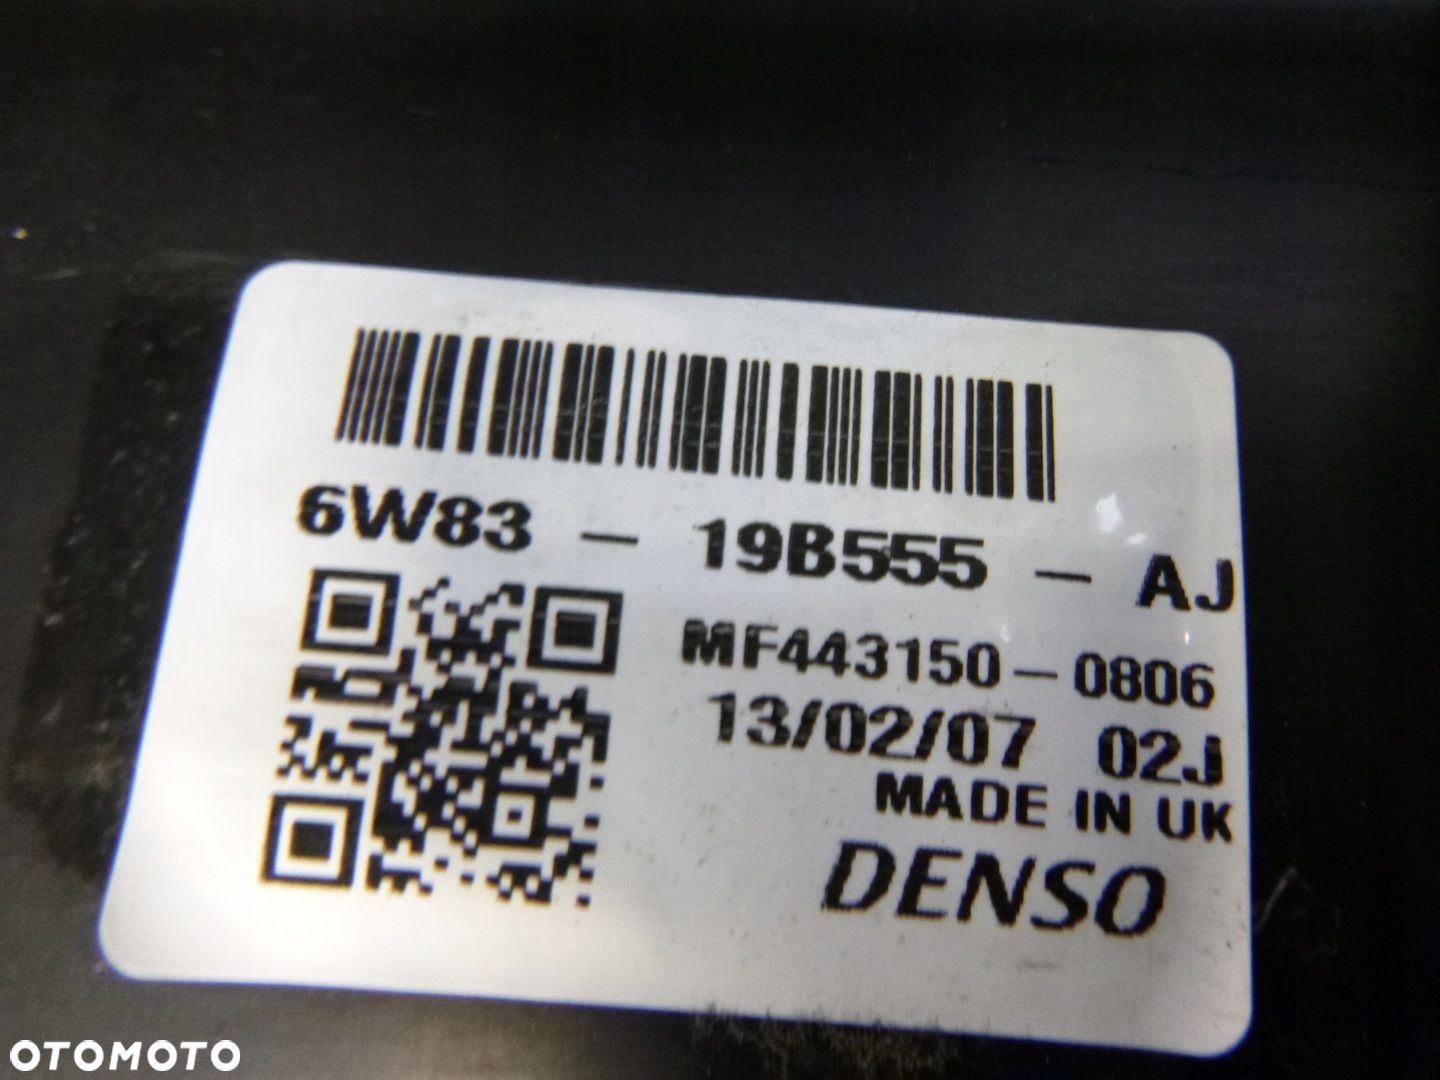 6W83 - 19B555 - AJ
MF443150-0806
13/02/07 02J
MADE IN UK
DENSO
OTOMOTO